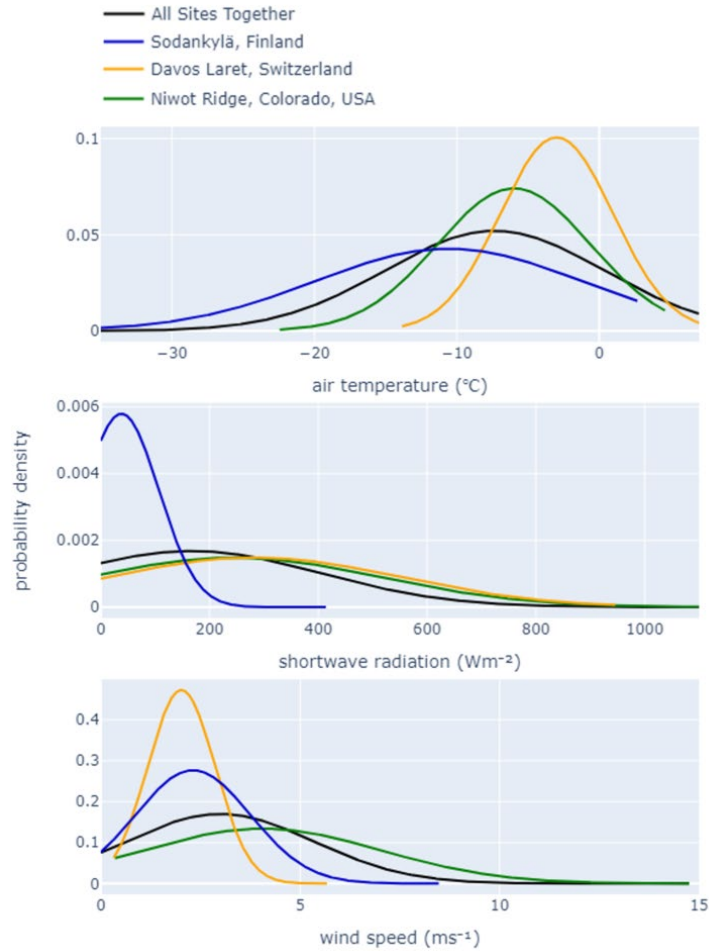 All Sites Together
Sodankylä, Finland
Davos Laret, Switzerland
Niwot Ridge, Colorado, USA
0.1
0.05
0
−30 −20 −10 0
air temperature (°C)
probability density
0.006
0.004
0.002
0
0 200 400 600 800 1000
shortwave radiation (Wm⁻²)
0.4
0.3
0.2
0.1
0
0 5 10 15
wind speed (ms⁻¹)